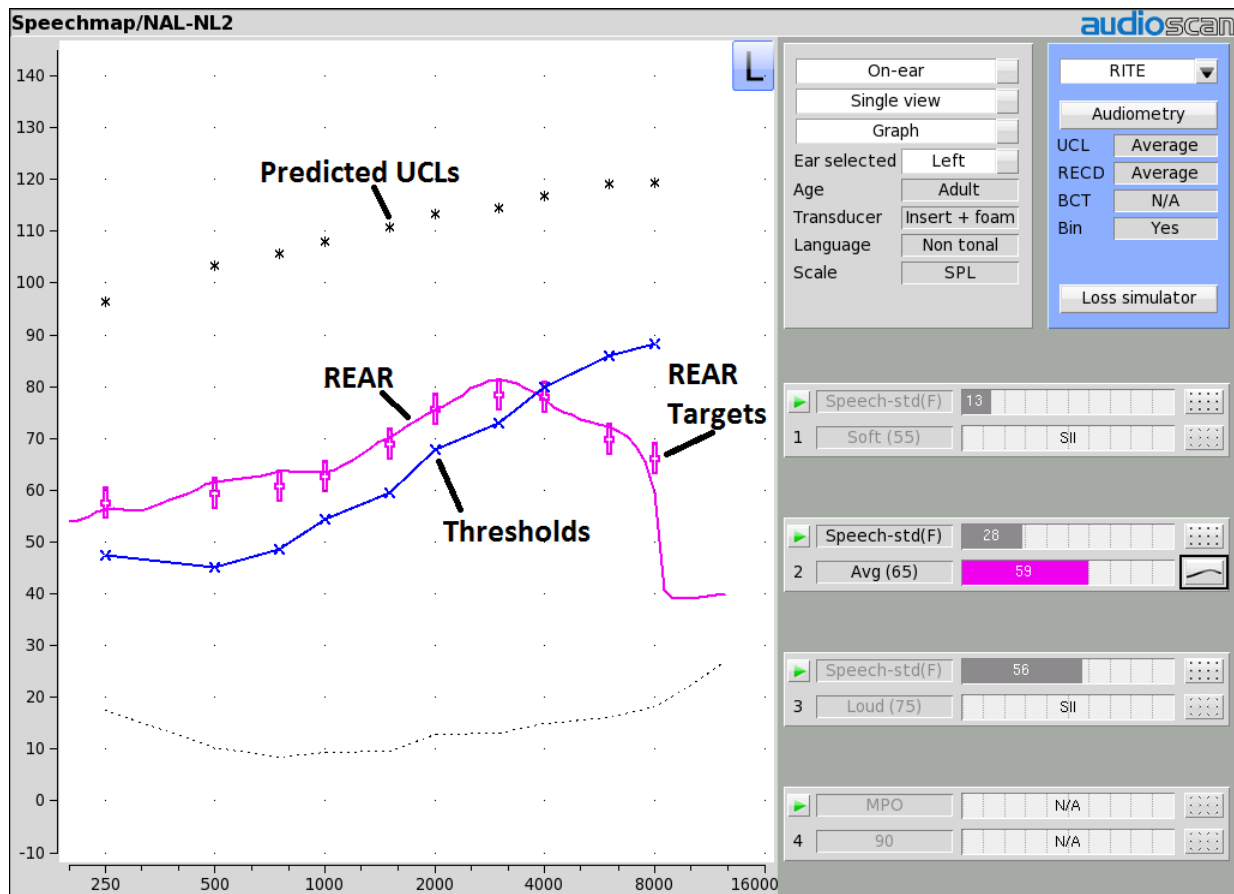 Speechmap/NAL-NL2
audioscan
L
140
130
120
110
100
90
80
70
60
50
40
30
20
10
0
-10
250
500
1000
2000
4000
8000
16000
Predicted UCLs
REAR
REAR
Targets
Thresholds
On-ear
Single view
Graph
Ear selected Left
Age Adult
Transducer Insert + foam
Language Non tonal
Scale SPL
RITE
Audiometry
UCL Average
RECD Average
BCT N/A
Bin Yes
Loss simulator
Speech-std(F) 13
1 Soft (55) SII
Speech-std(F) 28
2 Avg (65) 59
Speech-std(F) 56
3 Loud (75) SII
MPO N/A
4 90 N/A